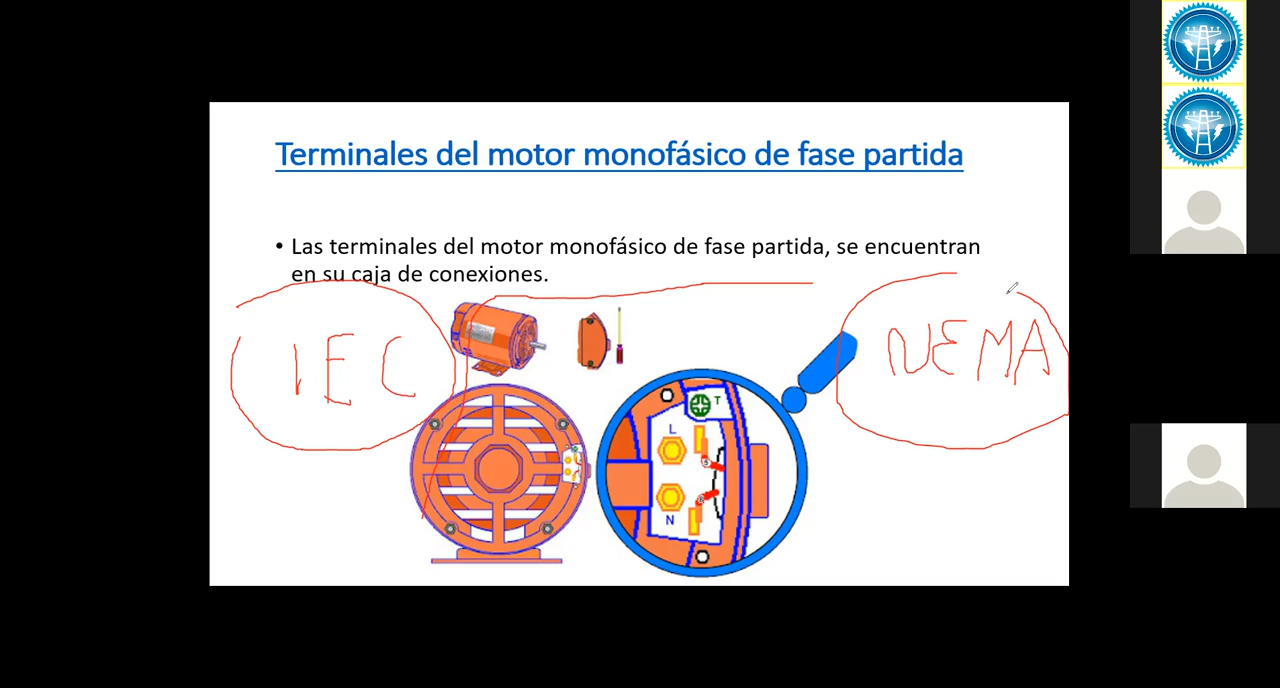 Terminales del motor monofásico de fase partida
• Las terminales del motor monofásico de fase partida, se encuentran
en su caja de conexiones.
IEC
NEMA
T
L
N